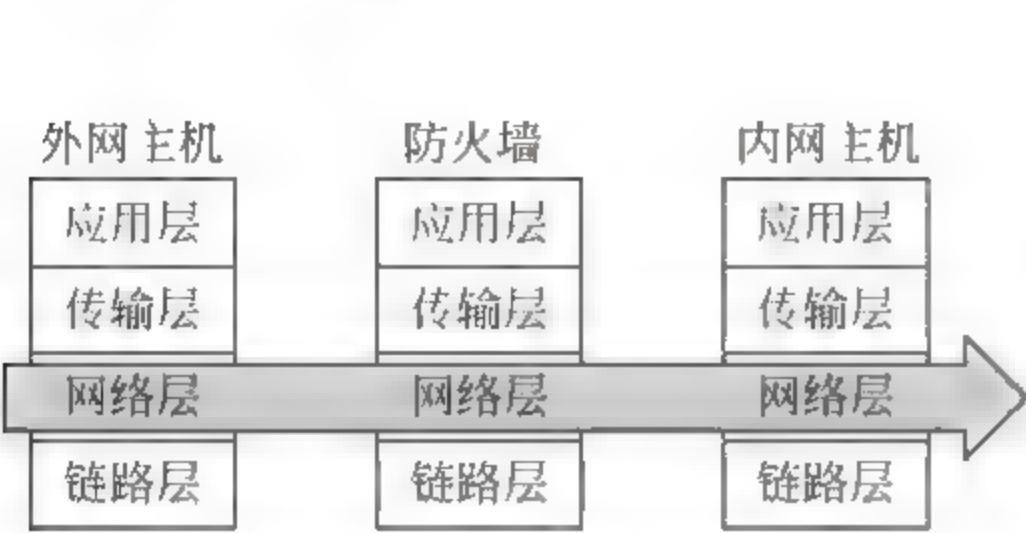 外网主机 防火墙 内网主机
应用层 应用层 应用层
传输层 传输层 传输层
网络层 网络层 网络层
链路层 链路层 链路层